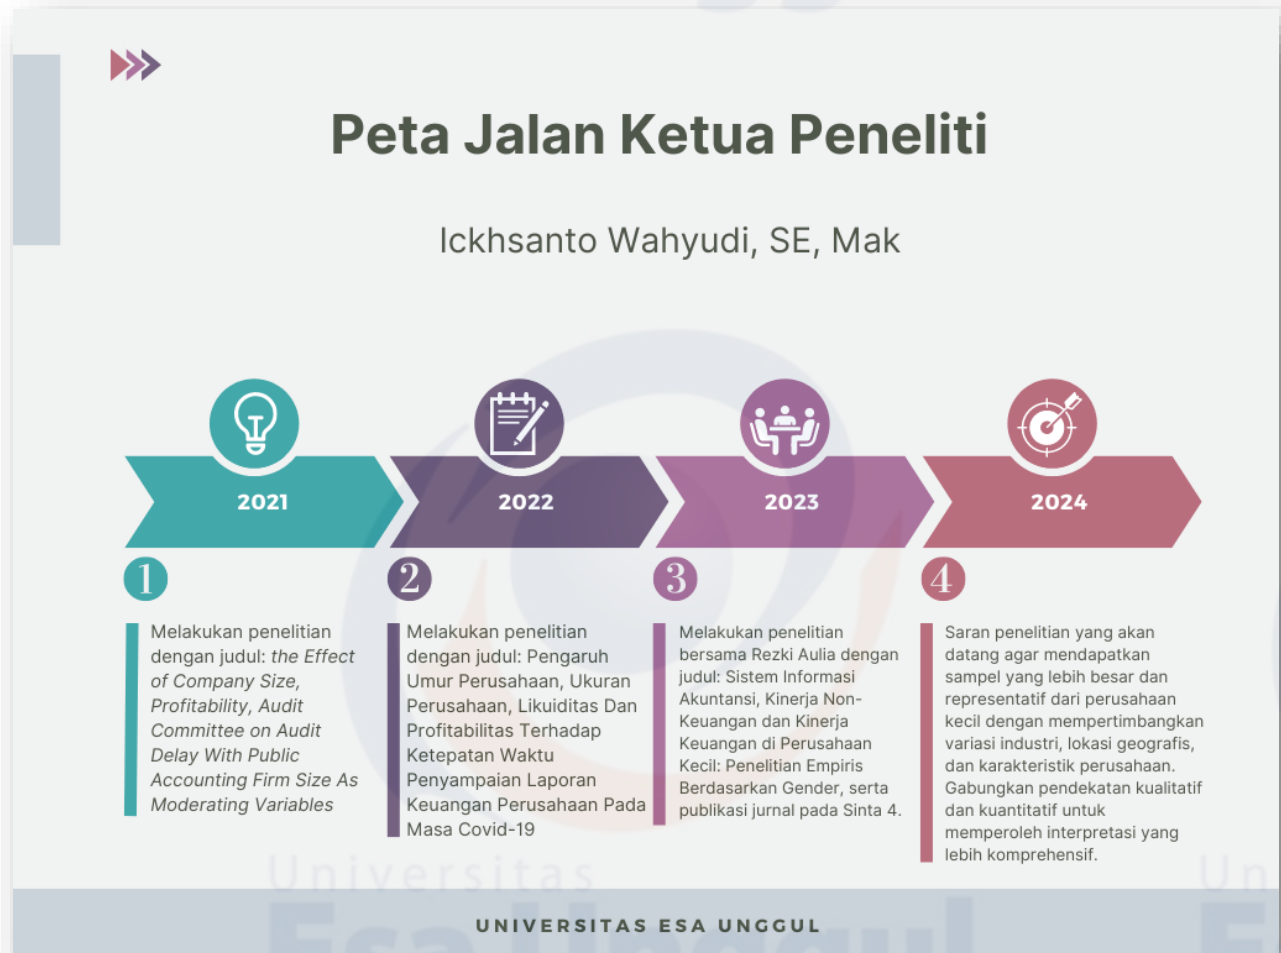 Peta Jalan Ketua Peneliti
Ickhsanto Wahyudi, SE, Mak
2021
2022
2023
2024
1
Melakukan penelitian
dengan judul: the Effect
of Company Size,
Profitability, Audit
Committee on Audit
Delay With Public
Accounting Firm Size As
Moderating Variables
2
Melakukan penelitian
dengan judul: Pengaruh
Umur Perusahaan, Ukuran
Perusahaan, Likuiditas Dan
Profitabilitas Terhadap
Ketepatan Waktu
Penyampaian Laporan
Keuangan Perusahaan Pada
Masa Covid-19
3
Melakukan penelitian
bersama Rezki Aulia dengan
judul: Sistem Informasi
Akuntansi, Kinerja Non-
Keuangan dan Kinerja
Keuangan di Perusahaan
Kecil: Penelitian Empiris
Berdasarkan Gender, serta
publikasi jurnal pada Sinta 4.
4
Saran penelitian yang akan
datang agar mendapatkan
sampel yang lebih besar dan
representatif dari perusahaan
kecil dengan mempertimbangkan
variasi industri, lokasi geografis,
dan karakteristik perusahaan.
Gabungkan pendekatan kualitatif
dan kuantitatif untuk
memperoleh interpretasi yang
lebih komprehensif.
Universitas
Esa Unggul
UNIVERSITAS ESA UNGGUL